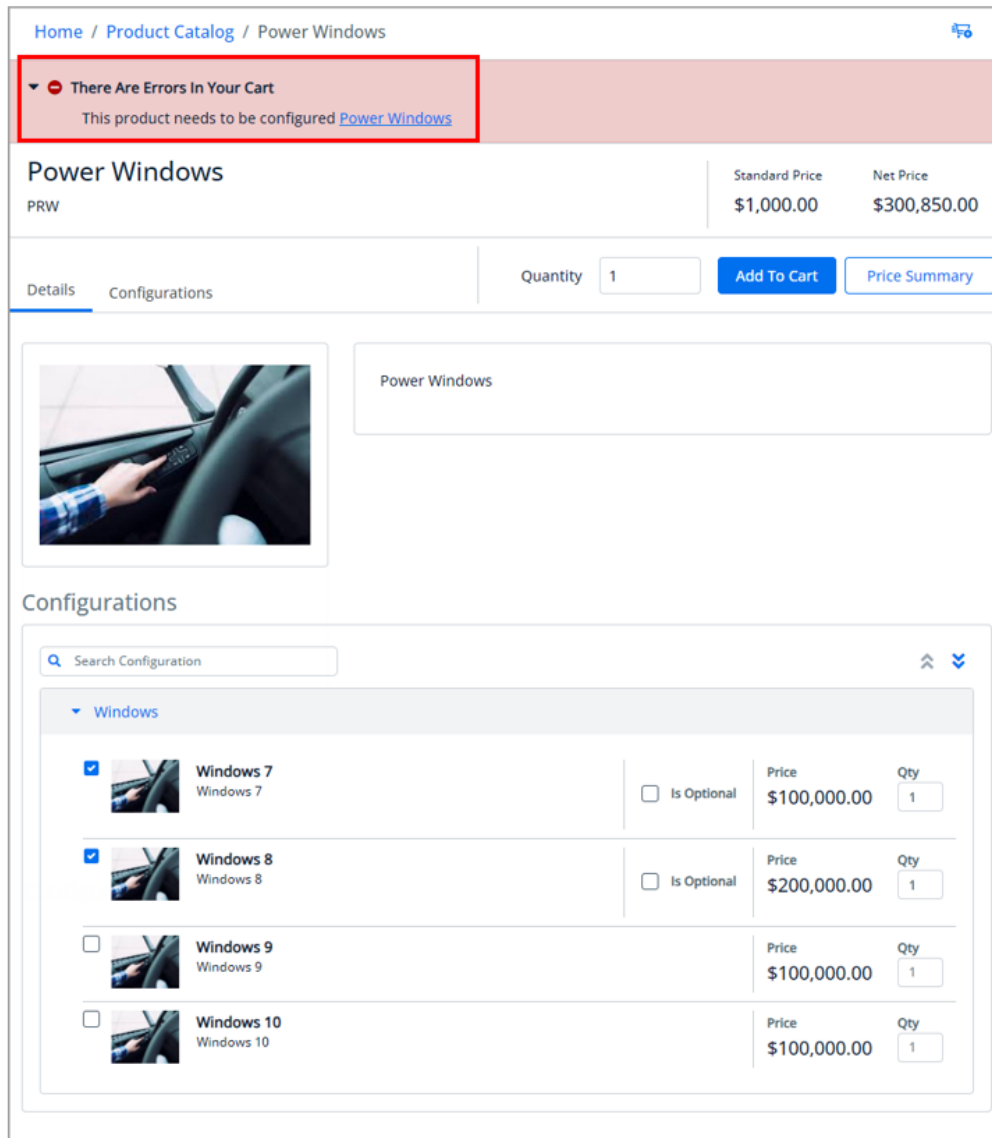 Home / Product Catalog / Power Windows
There Are Errors In Your Cart
This product needs to be configured Power Windows
Power Windows
PRW
Standard Price
$1,000.00
Net Price
$300,850.00
Details
Configurations
Quantity
1
Add To Cart
Price Summary
Power Windows
Configurations
Search Configuration
Windows
Windows 7
Windows 7
Is Optional
Price
$100,000.00
Qty
1
Windows 8
Windows 8
Is Optional
Price
$200,000.00
Qty
1
Windows 9
Windows 9
Price
$100,000.00
Qty
1
Windows 10
Windows 10
Price
$100,000.00
Qty
1